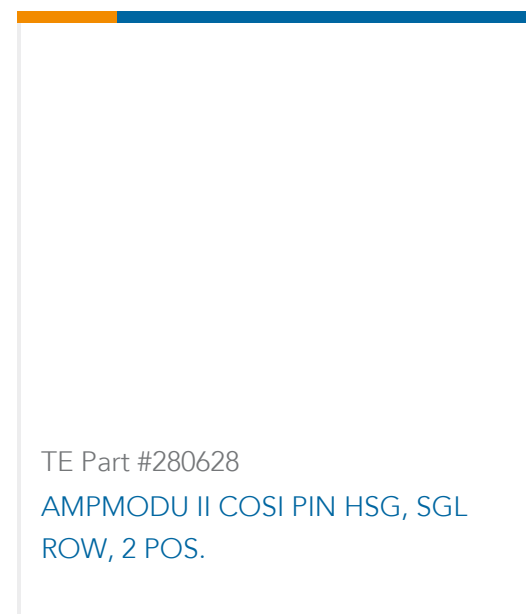 TE Part #280628
AMPMODU II COSI PIN HSG, SGL
ROW, 2 POS.